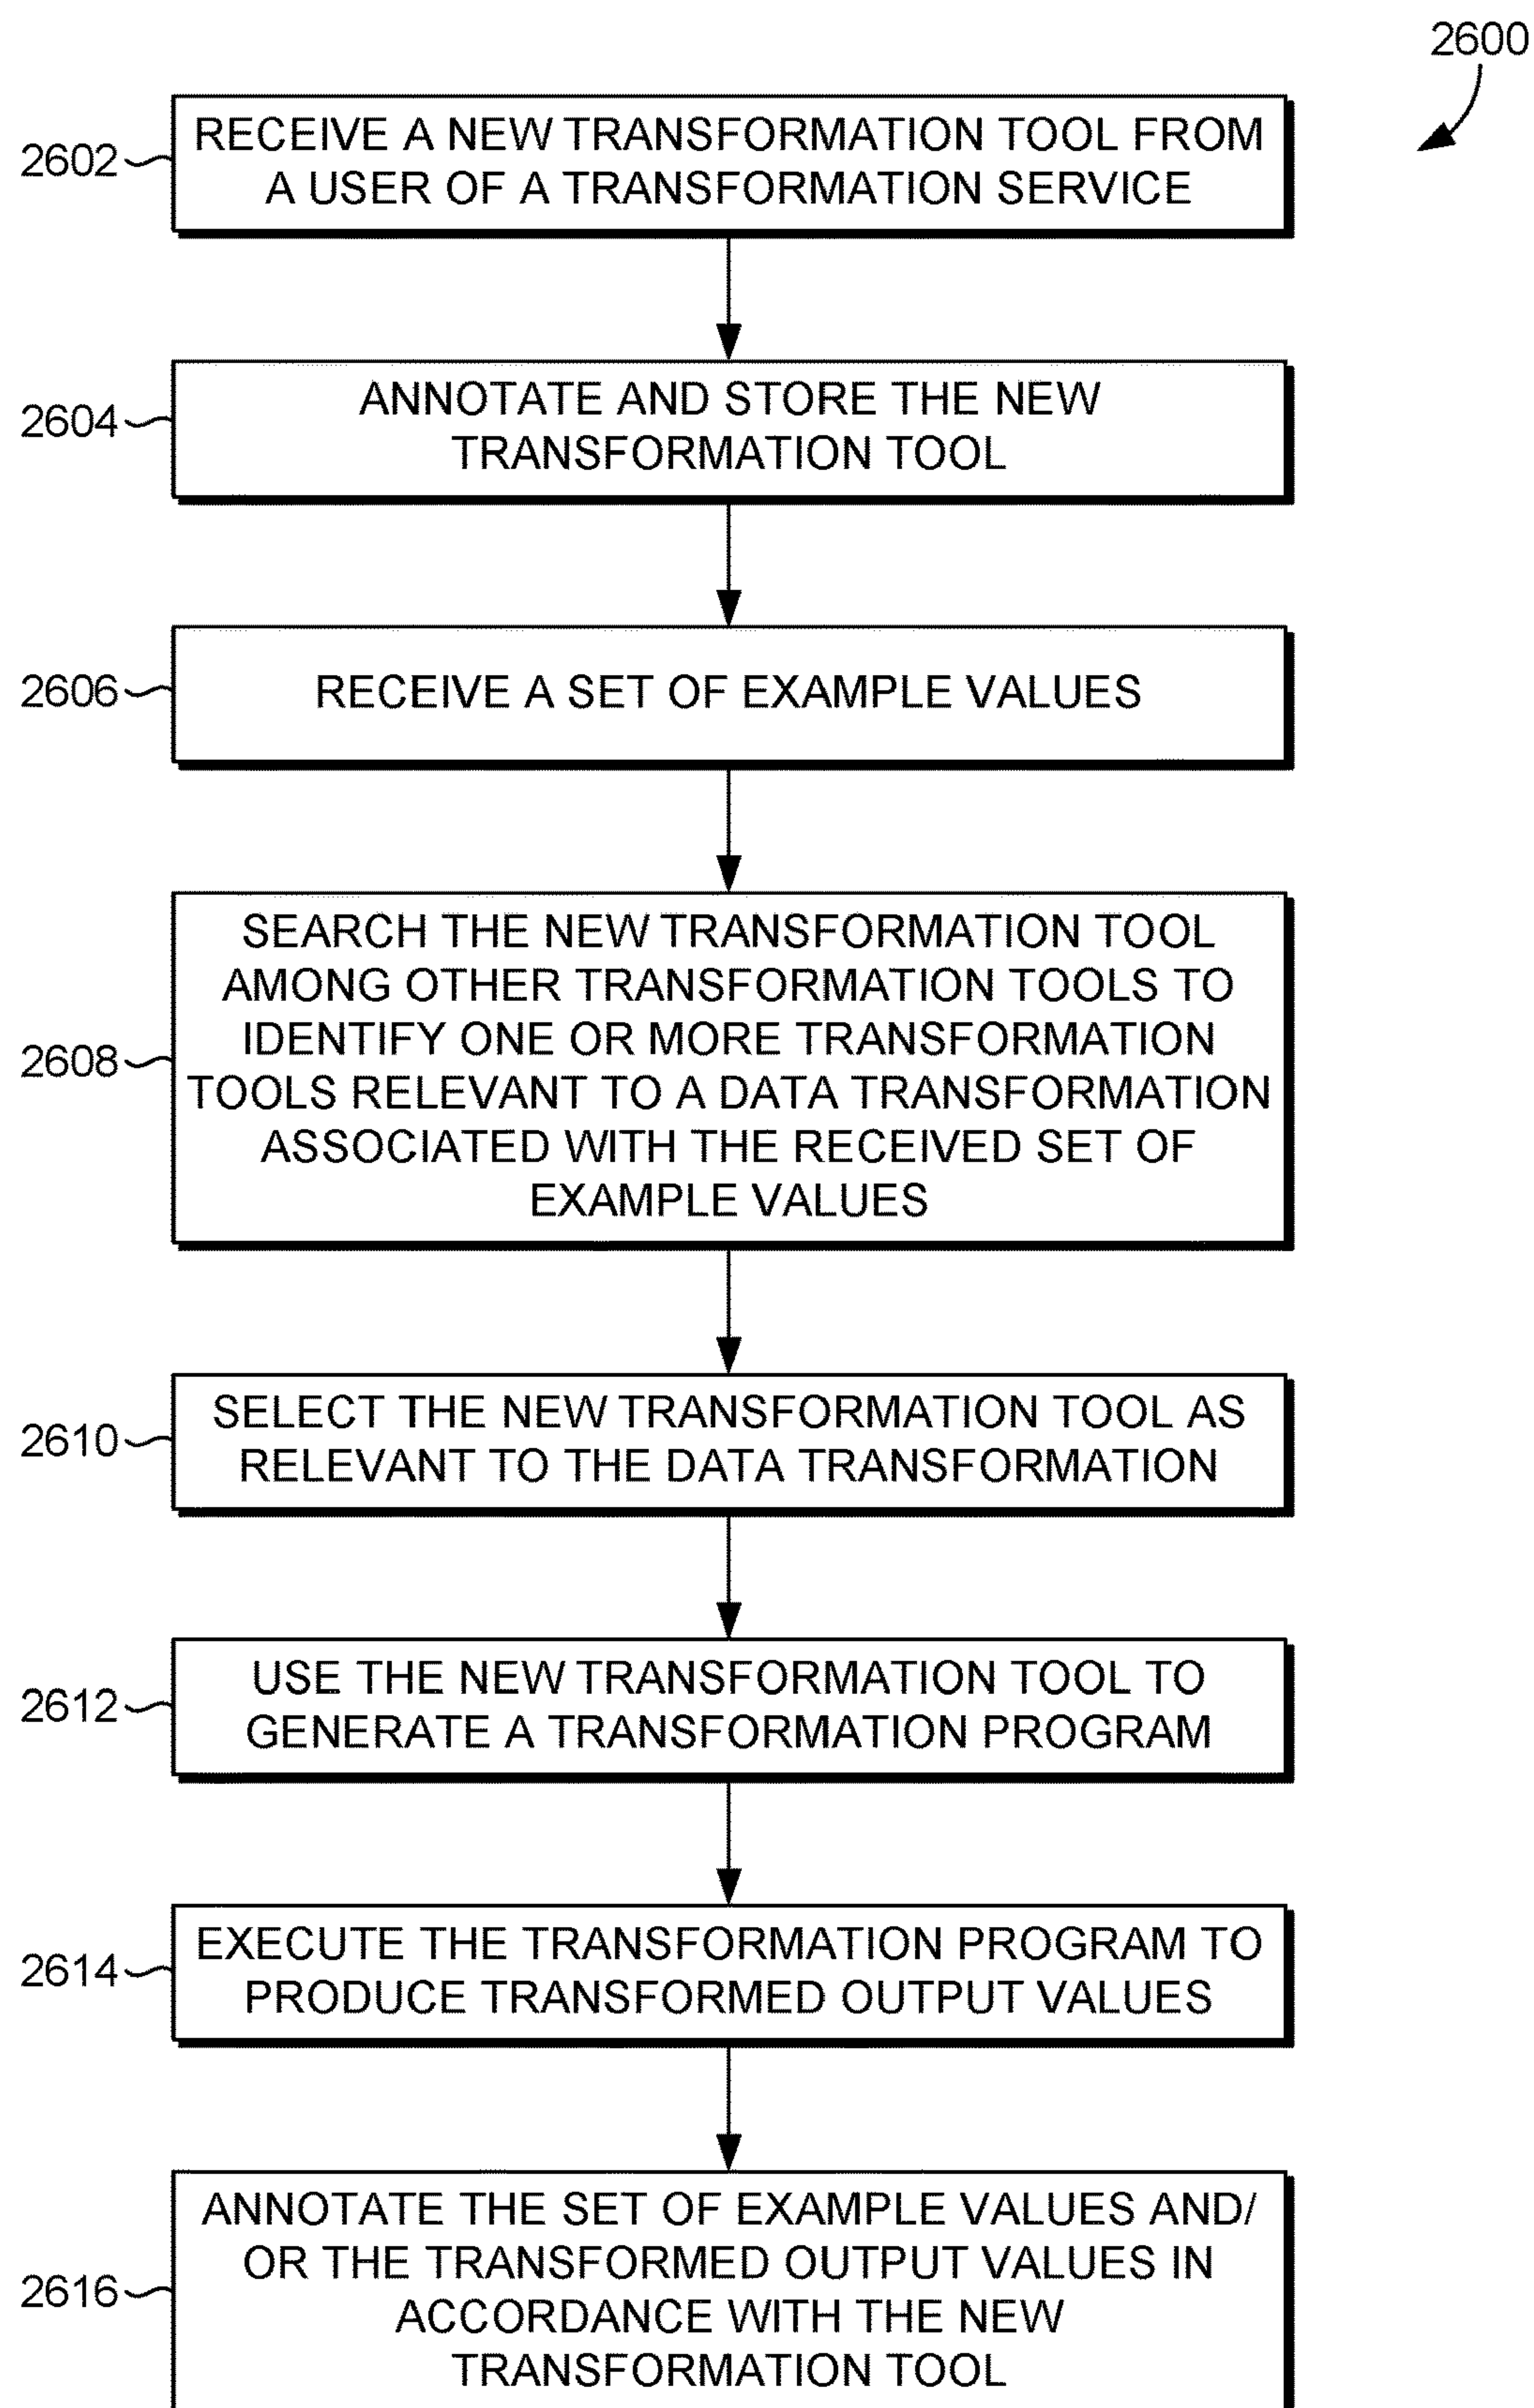 2600
2602
RECEIVE A NEW TRANSFORMATION TOOL FROM
A USER OF A TRANSFORMATION SERVICE
2604
ANNOTATE AND STORE THE NEW
TRANSFORMATION TOOL
2606
RECEIVE A SET OF EXAMPLE VALUES
2608
SEARCH THE NEW TRANSFORMATION TOOL
AMONG OTHER TRANSFORMATION TOOLS TO
IDENTIFY ONE OR MORE TRANSFORMATION
TOOLS RELEVANT TO A DATA TRANSFORMATION
ASSOCIATED WITH THE RECEIVED SET OF
EXAMPLE VALUES
2610
SELECT THE NEW TRANSFORMATION TOOL AS
RELEVANT TO THE DATA TRANSFORMATION
2612
USE THE NEW TRANSFORMATION TOOL TO
GENERATE A TRANSFORMATION PROGRAM
2614
EXECUTE THE TRANSFORMATION PROGRAM TO
PRODUCE TRANSFORMED OUTPUT VALUES
2616
ANNOTATE THE SET OF EXAMPLE VALUES AND/
OR THE TRANSFORMED OUTPUT VALUES IN
ACCORDANCE WITH THE NEW
TRANSFORMATION TOOL